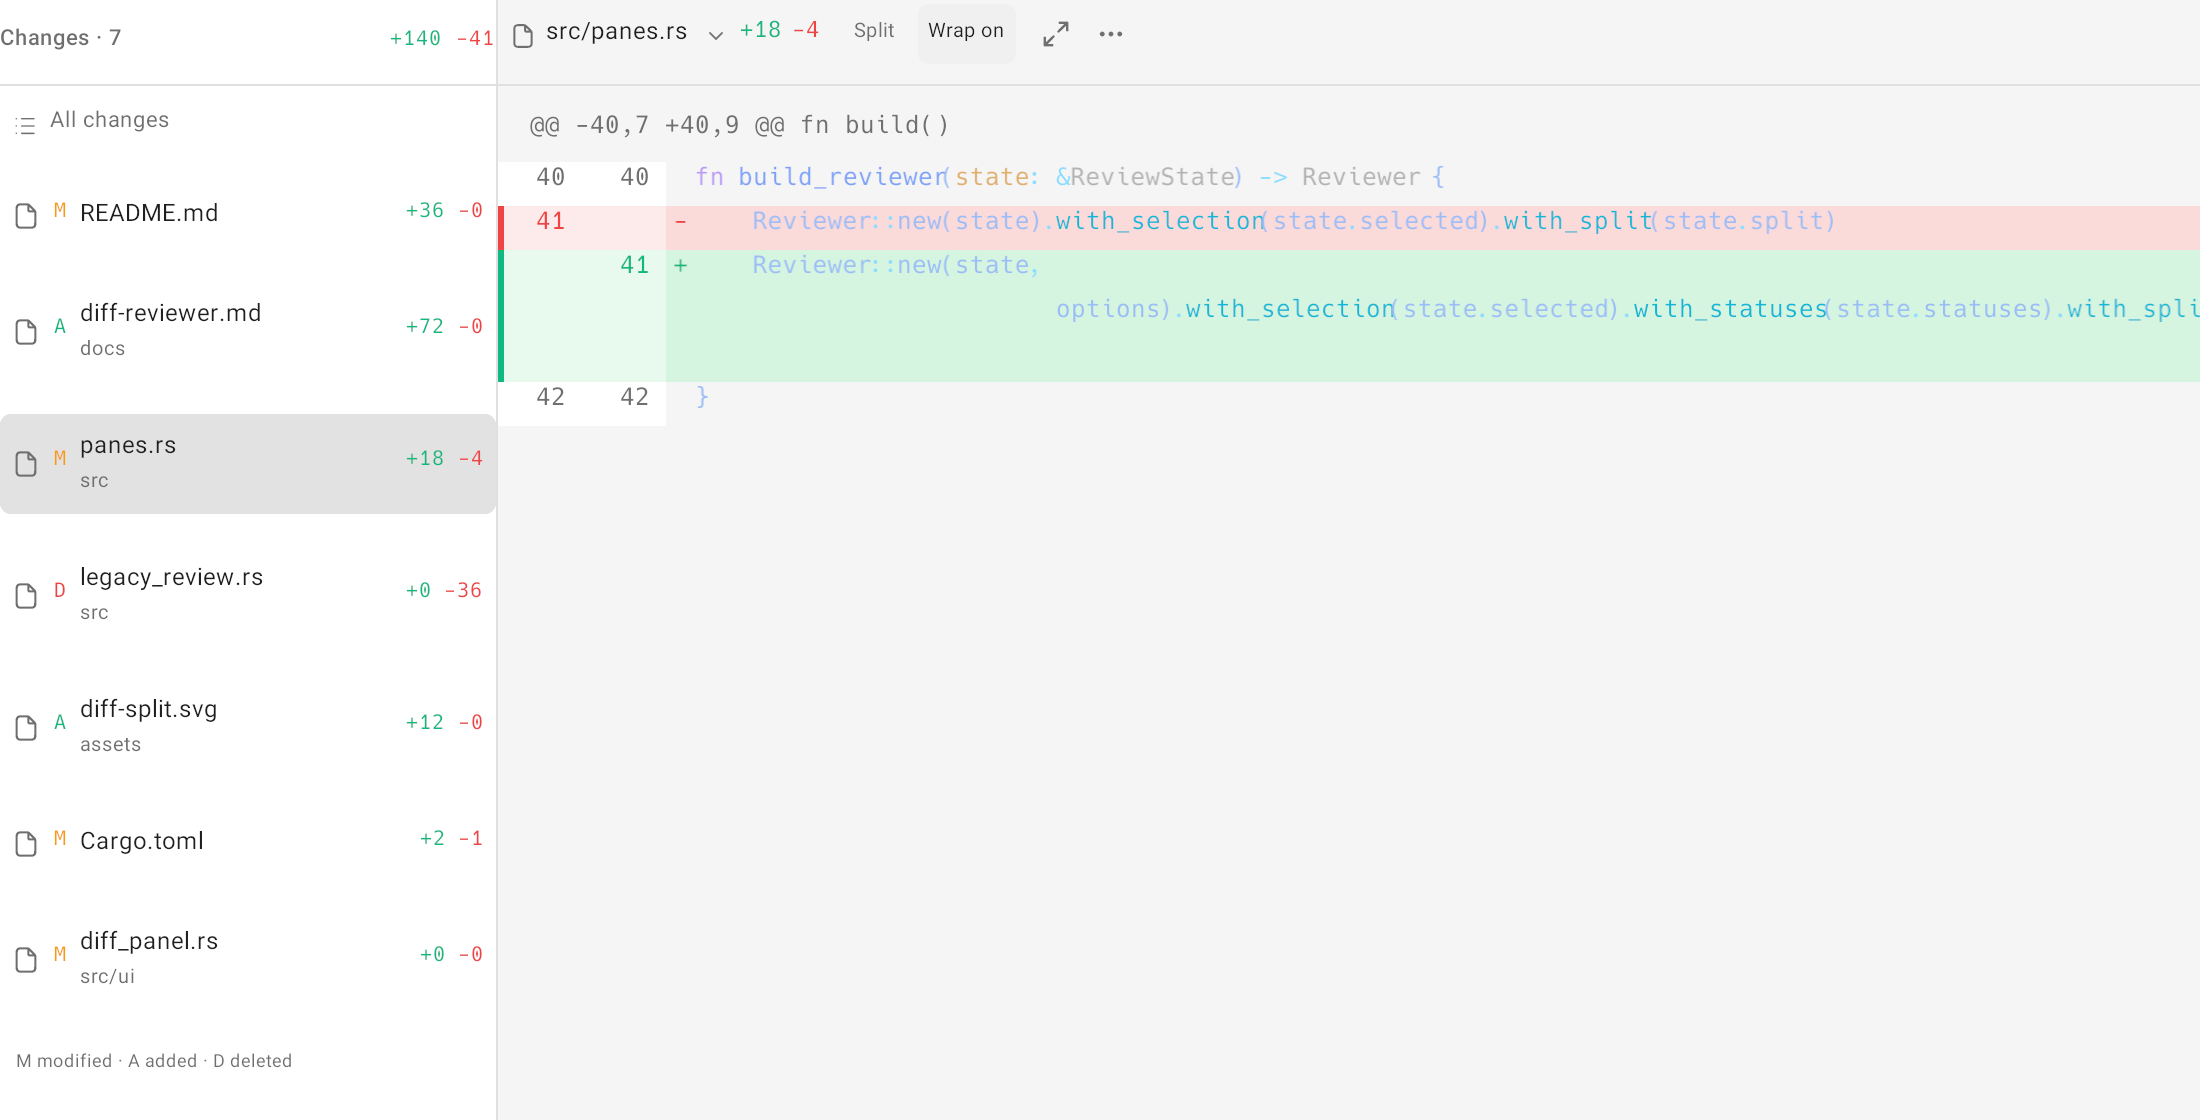 Changes · 7 +140 -41
All changes
M README.md +36 -0
A diff-reviewer.md +72 -0
docs
M panes.rs +18 -4
src
D legacy_review.rs +0 -36
src
A diff-split.svg +12 -0
assets
M Cargo.toml +2 -1
M diff_panel.rs +0 -0
src/ui
M modified · A added · D deleted
src/panes.rs +18 -4 Split Wrap on
@@ -40,7 +40,9 @@ fn build()
40 40 fn build_reviewer(state: &ReviewState) -> Reviewer {
41 - Reviewer::new(state).with_selection(state.selected).with_split(state.split)
41 + Reviewer::new(state,
options).with_selection(state.selected).with_statuses(state.statuses).with_spli
42 42 }